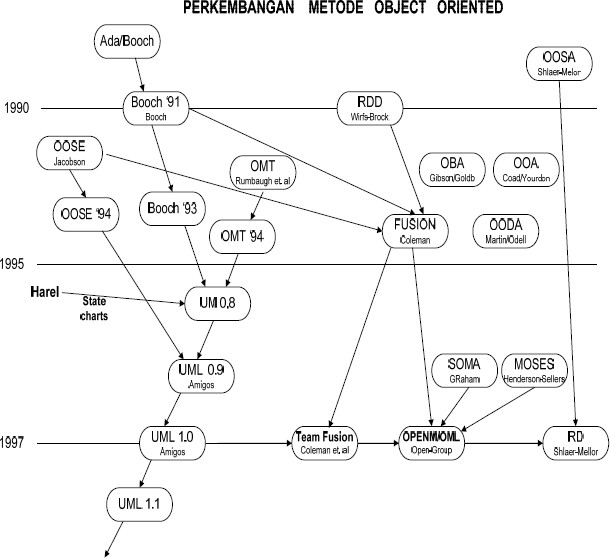 PERKEMBANGAN METODE OBJECT ORIENTED
Ada/Booch
OOSA
Shlaer-Melor
1990
Booch '91
Booch
RDD
Wirfs-Brock
OOSE
Jacobson
OMT
Rumbaugh et. al
OBA
Gibson/Goldb
OOA
Coad/Yourdon
OOSE '94
Booch '93
OMT '94
FUSION
Coleman
OODA
Martin/Odell
1995
Harel
State
charts
UMl 0.8
UML 0.9
Amigos
SOMA
GRaham
MOSES
Henderson-Sellers
1997
UML 1.0
Amigos
Team Fusion
Coleman et. al
OPENM/OML
Open-Group
RD
Shlaer-Mellor
UML 1.1